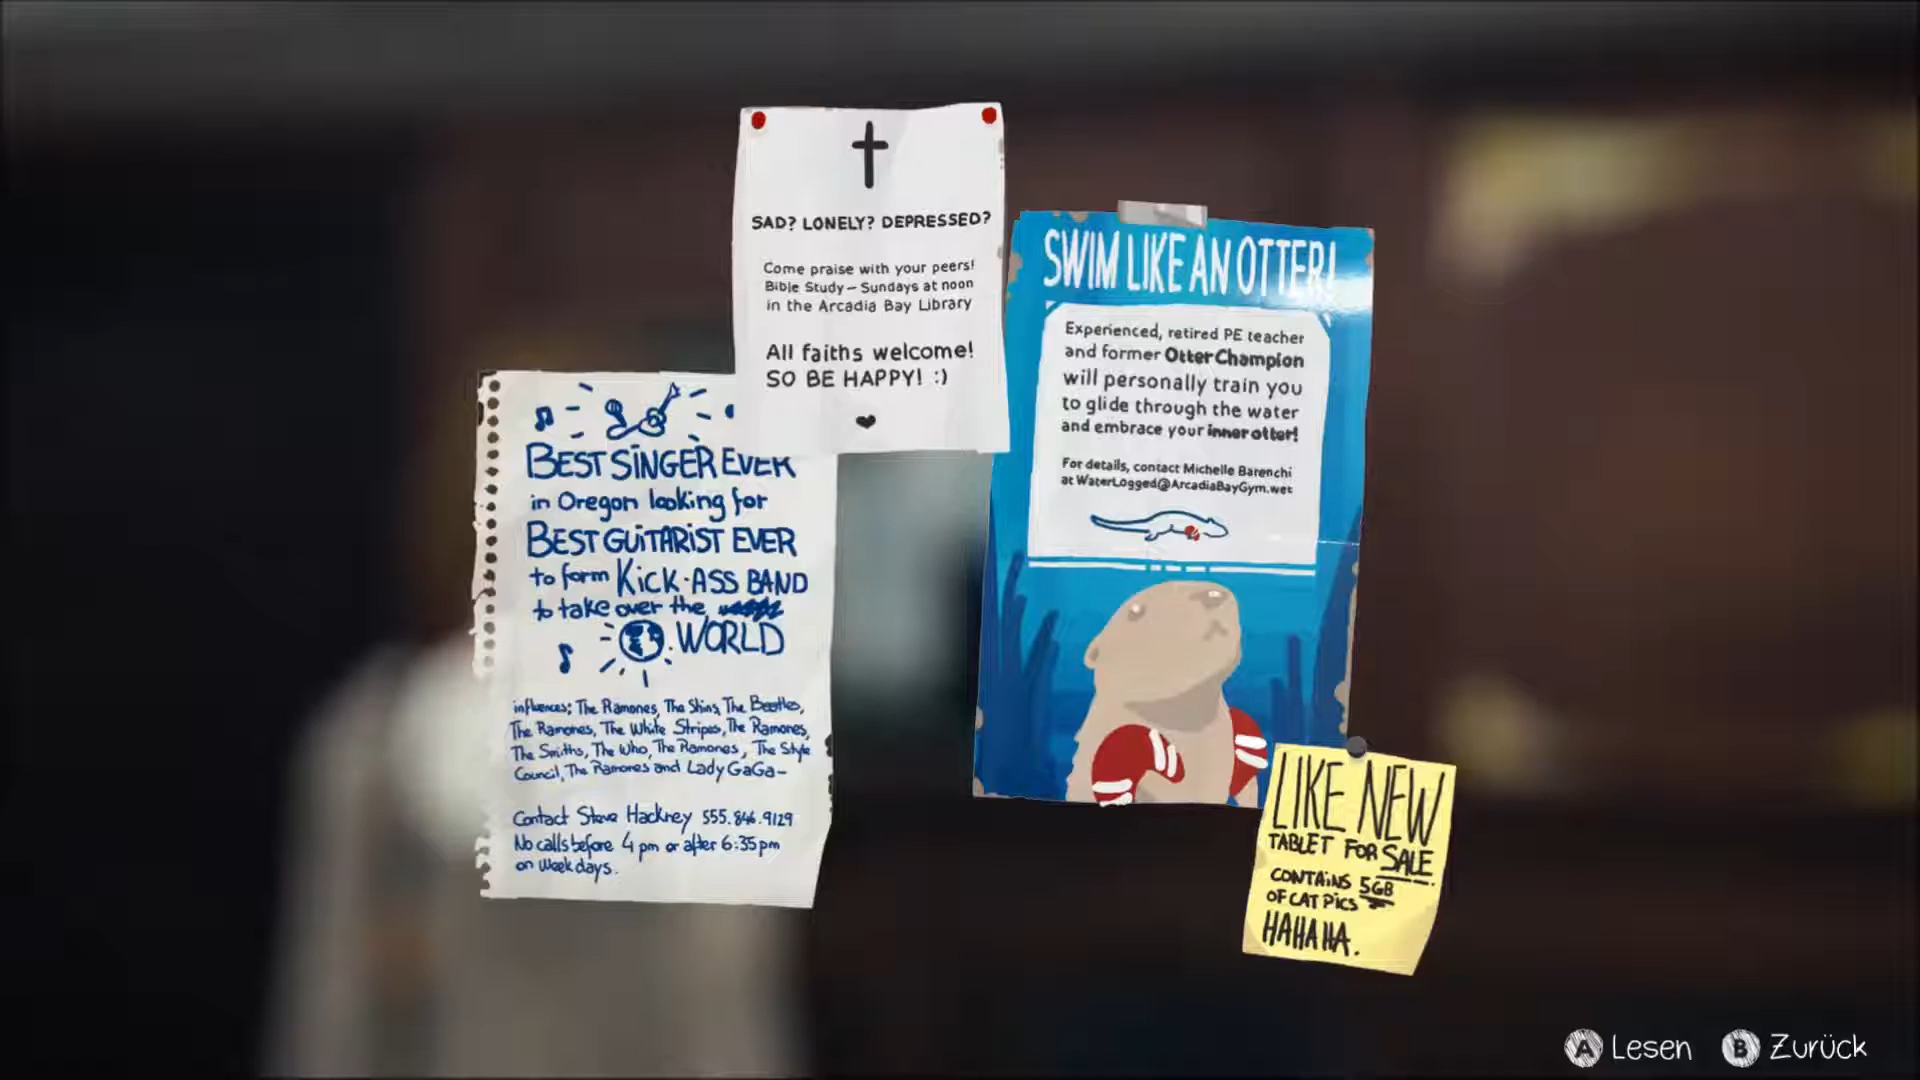 SAD? LONELY? DEPRESSED?
Come praise with your peers!
Bible Study – Sundays at noon
in the Arcadia Bay Library
All faiths welcome!
SO BE HAPPY! :)
SWIM LIKE AN OTTER!
Experienced, retired PE teacher
and former Otter Champion
will personally train you
to glide through the water
and embrace your inner otter!
For details, contact Michelle Barenchi
at WaterLogged@ArcadiaBayGym.wet
BEST SINGER EVER
in Oregon looking for
BEST GUITARIST EVER
to form KICK-ASS BAND
to take over the
WORLD
influences: The Ramones, The Shins, The Beatles,
The Ramones, The White Stripes, The Ramones,
The Smiths, The Who, The Ramones, The Style
Council, The Ramones and Lady GaGa-
Contact Steve Hackney 555.846.9129
No calls before 4 pm or after 6:35 pm
on weekdays.
LIKE NEW
TABLET FOR SALE.
CONTAINS 5GB
OF CAT PICS
HAHAHA.
A Lesen B Zurück